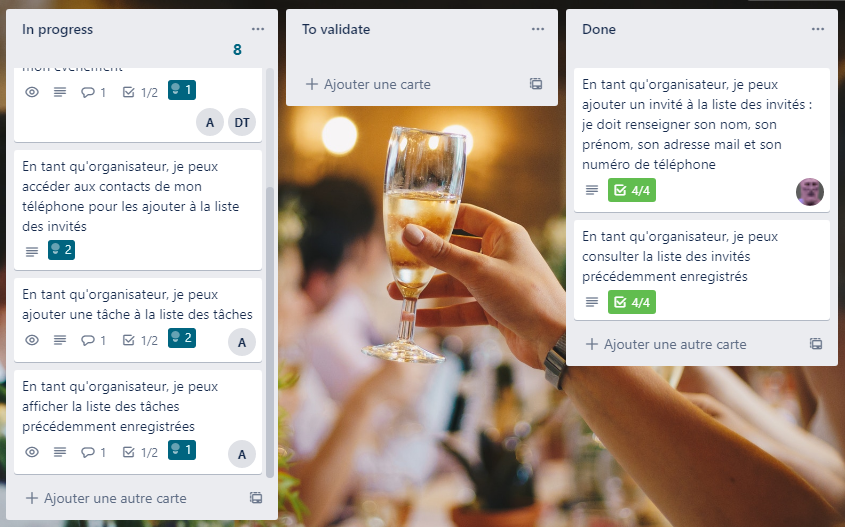 In progress
8
mon événement
1
1/2
1
A
DT
En tant qu'organisateur, je peux
accéder aux contacts de mon
téléphone pour les ajouter à la liste
des invités
2
En tant qu'organisateur, je peux
ajouter une tâche à la liste des tâches
1
1/2
2
A
En tant qu'organisateur, je peux
afficher la liste des tâches
précédemment enregistrées
1
1/2
1
A
Ajouter une autre carte
To validate
Ajouter une carte
Done
En tant qu'organisateur, je peux
ajouter un invité à la liste des invités :
je doit renseigner son nom, son
prénom, son adresse mail et son
numéro de téléphone
4/4
En tant qu'organisateur, je peux
consulter la liste des invités
précédemment enregistrés
4/4
Ajouter une autre carte